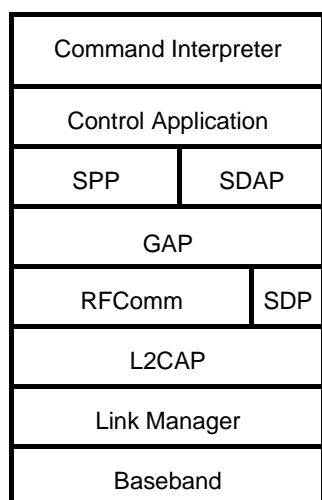 Command Interpreter
Control Application
SPP SDAP
GAP
RFComm SDP
L2CAP
Link Manager
Baseband